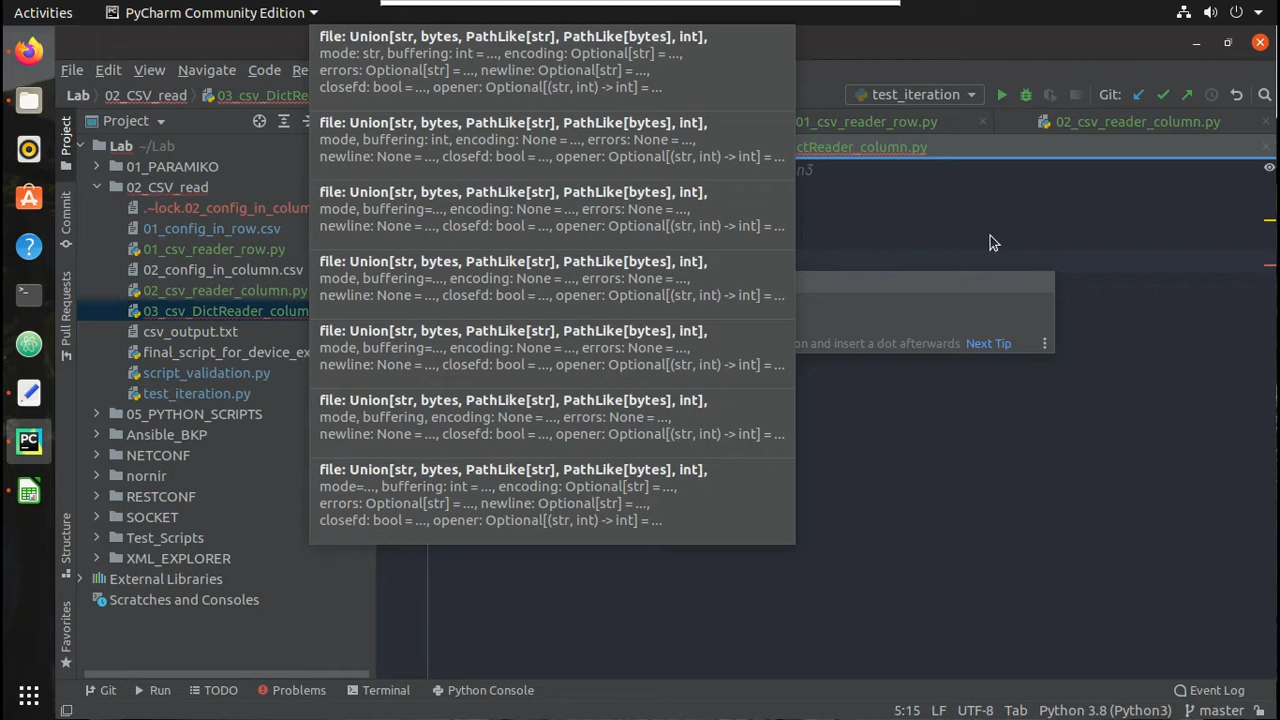 Activities
PyCharm Community Edition
File Edit View Navigate Code Re
test_iteration
Git:
Lab
02_CSV_read
03_csv_DictRe
Project
01_csv_reader_row.py
02_csv_reader_column.py
ctReader_column.py
Project
Commit
Pull Requests
Structure
Favorites
Lab ~/Lab
01_PARAMIKO
02_CSV_read
.~lock.02_config_in_colum
01_config_in_row.csv
01_csv_reader_row.py
02_config_in_column.csv
02_csv_reader_column.py
03_csv_DictReader_colum
csv_output.txt
final_script_for_device_ex
script_validation.py
test_iteration.py
05_PYTHON_SCRIPTS
Ansible_BKP
NETCONF
nornir
RESTCONF
SOCKET
Test_Scripts
XML_EXPLORER
External Libraries
Scratches and Consoles
file: Union[str, bytes, PathLike[str], PathLike[bytes], int],
mode: str, buffering: int = ..., encoding: Optional[str] = ...,
errors: Optional[str] = ..., newline: Optional[str] = ...,
closefd: bool = ..., opener: Optional[(str, int) -> int] = ...
file: Union[str, bytes, PathLike[str], PathLike[bytes], int],
mode, buffering: int, encoding: None = ..., errors: None = ...,
newline: None = ..., closefd: bool = ..., opener: Optional[(str, int) -> int] = ...
file: Union[str, bytes, PathLike[str], PathLike[bytes], int],
mode, buffering=..., encoding: None = ..., errors: None = ...,
newline: None = ..., closefd: bool = ..., opener: Optional[(str, int) -> int] = ...
file: Union[str, bytes, PathLike[str], PathLike[bytes], int],
mode, buffering=..., encoding: None = ..., errors: None = ...,
newline: None = ..., closefd: bool = ..., opener: Optional[(str, int) -> int] = ...
file: Union[str, bytes, PathLike[str], PathLike[bytes], int],
mode, buffering=..., encoding: None = ..., errors: None = ...,
newline: None = ..., closefd: bool = ..., opener: Optional[(str, int) -> int] = ...
file: Union[str, bytes, PathLike[str], PathLike[bytes], int],
mode, buffering, encoding: None = ..., errors: None = ...,
newline: None = ..., closefd: bool = ..., opener: Optional[(str, int) -> int] = ...
file: Union[str, bytes, PathLike[str], PathLike[bytes], int],
mode=..., buffering: int = ..., encoding: Optional[str] = ...,
errors: Optional[str] = ..., newline: Optional[str] = ...,
closefd: bool = ..., opener: Optional[(str, int) -> int] = ...
n3
on and insert a dot afterwards Next Tip
Git
Run
TODO
Problems
Terminal
Python Console
Event Log
5:15 LF UTF-8 Tab Python 3.8 (Python3) master